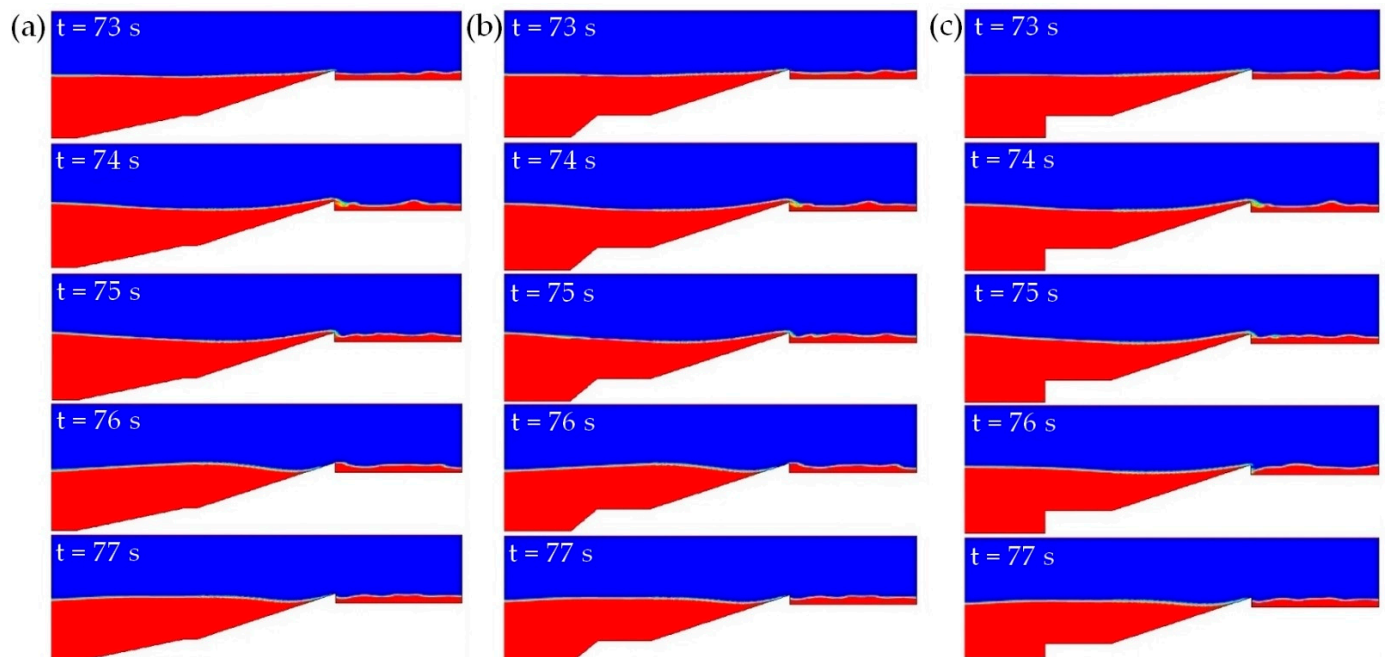 (a)
t = 73 s
t = 74 s
t = 75 s
t = 76 s
t = 77 s
(b)
t = 73 s
t = 74 s
t = 75 s
t = 76 s
t = 77 s
(c)
t = 73 s
t = 74 s
t = 75 s
t = 76 s
t = 77 s